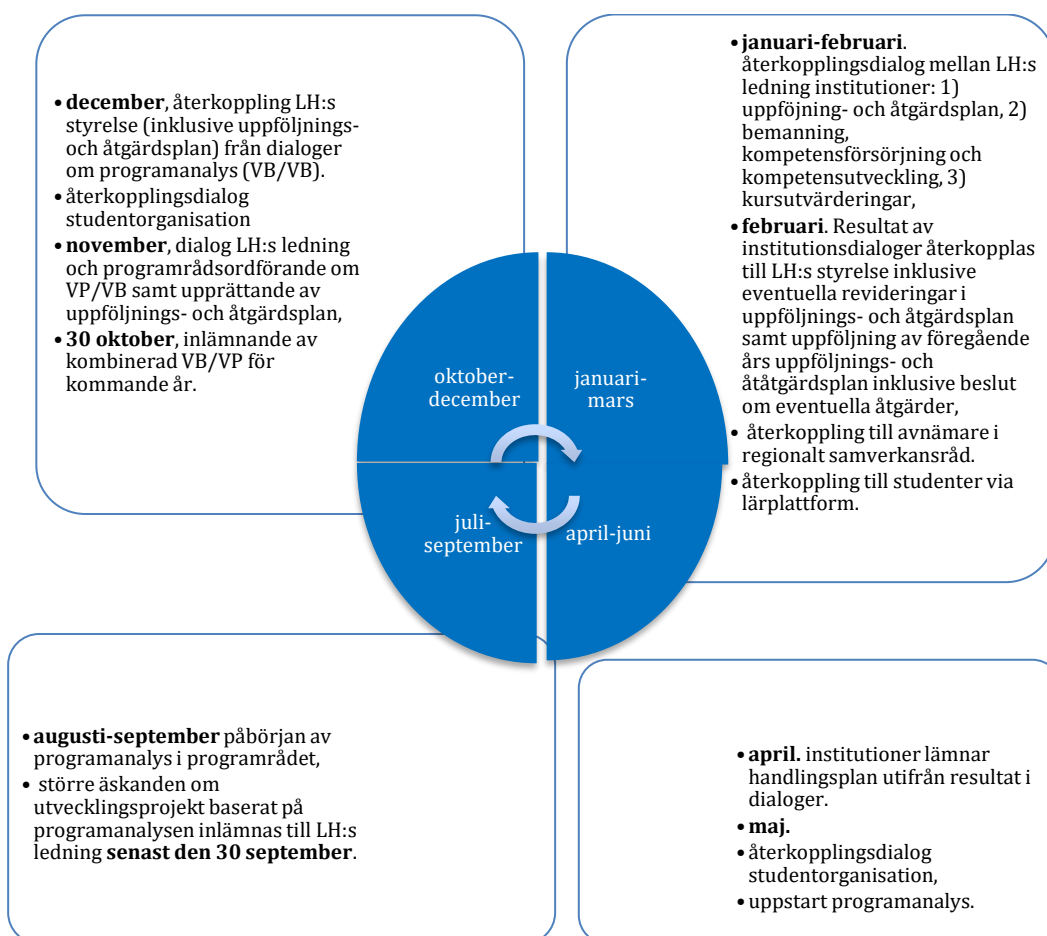 • december, återkoppling LH:s
styrelse (inklusive uppföljnings-
och åtgärdsplan) från dialoger
om programanalys (VB/VB).
• återkopplingsdialog
studentorganisation
• november, dialog LH:s ledning
och programrådsordförande om
VP/VB samt upprättande av
uppföljnings- och åtgärdsplan,
• 30 oktober, inlämnande av
kombinerad VB/VP för
kommande år.
• januari-februari.
återkopplingsdialog mellan LH:s
ledning institutioner: 1)
uppföjning- och åtgärdsplan, 2)
bemanning,
kompetensförsörjning och
kompetensutveckling, 3)
kursutvärderingar,
• februari. Resultat av
institutionsdialoger återkopplas
till LH:s styrelse inklusive
eventuella revideringar i
uppföljnings- och åtgärdsplan
samt uppföljning av föregående
års uppföljnings- och
åtåtgärdsplan inklusive beslut
om eventuella åtgärder,
• återkoppling till avnämare i
regionalt samverkansråd.
• återkoppling till studenter via
lärplattform.
oktober-
december
januari-
mars
juli-
september
april-juni
• augusti-september påbörjan av
programanalys i programrådet,
• större äskanden om
utvecklingsprojekt baserat på
programanalysen inlämnas till LH:s
ledning senast den 30 september.
• april. institutioner lämnar
handlingsplan utifrån resultat i
dialoger.
• maj.
• återkopplingsdialog
studentorganisation,
• uppstart programanalys.